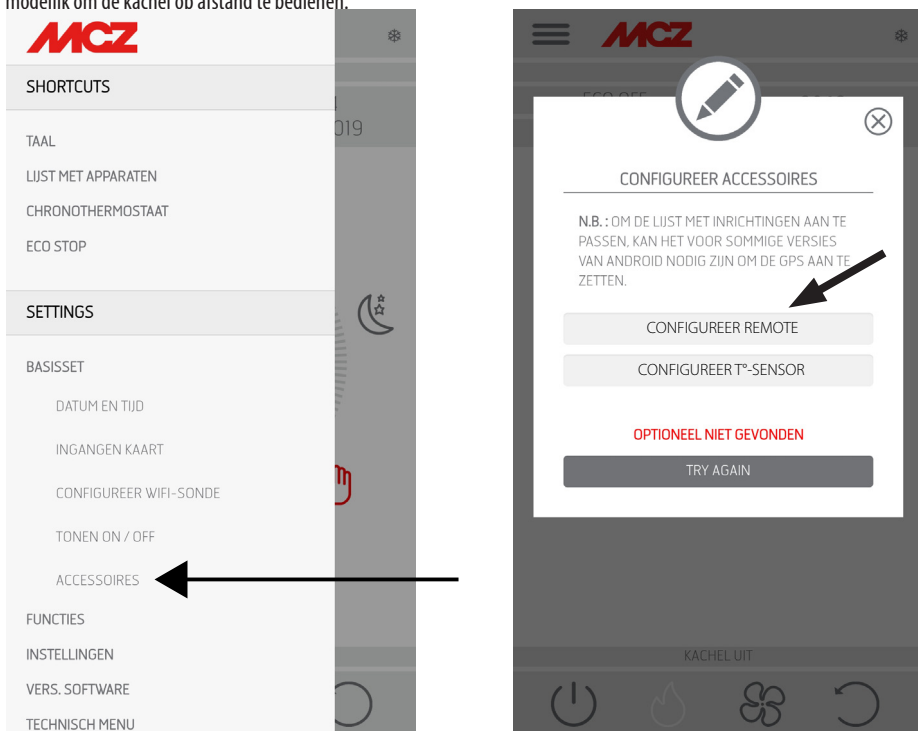 modelijk om de kachel op afstand te bedienen.
MCZ
SHORTCUTS
TAAL
LIJST MET APPARATEN
CHRONOTHERMOSTAAT
ECO STOP
SETTINGS
BASISSET
DATUM EN TIJD
INGANGEN KAART
CONFIGUREER WIFI-SONDE
TONEN ON / OFF
ACCESSOIRES
FUNCTIES
INSTELLINGEN
VERS. SOFTWARE
TECHNISCH MENU
019
MCZ
CONFIGUREER ACCESSOIRES
N.B. : OM DE LIJST MET INRICHTINGEN AAN TE
PASSEN, KAN HET VOOR SOMMIGE VERSIES
VAN ANDROID NODIG ZIJN OM DE GPS AAN TE
ZETTEN.
CONFIGUREER REMOTE
CONFIGUREER T°-SENSOR
OPTIONEEL NIET GEVONDEN
TRY AGAIN
KACHEL UIT